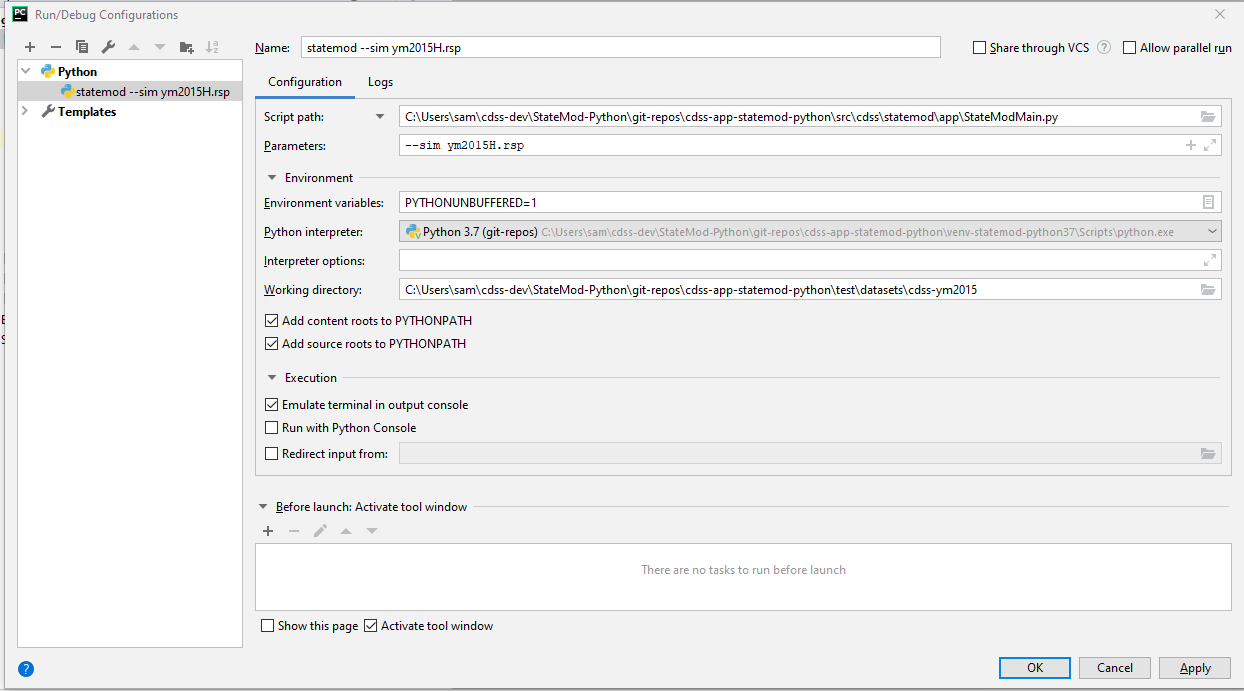 PC Run/Debug Configurations
Name: statemod --sim ym2015H.rsp
Share through VCS ? Allow parallel run
Python
statemod --sim ym2015H.rsp
Templates
Configuration Logs
Script path: C:\Users\sam\cdss-dev\StateMod-Python\git-repos\cdss-app-statemod-python\src\cdss\statemod\app\StateModMain.py
Parameters: --sim ym2015H.rsp
Environment
Environment variables: PYTHONUNBUFFERED=1
Python interpreter: Python 3.7 (git-repos) C:\Users\sam\cdss-dev\StateMod-Python\git-repos\cdss-app-statemod-python\venv-statemod-python37\Scripts\python.exe
Interpreter options:
Working directory: C:\Users\sam\cdss-dev\StateMod-Python\git-repos\cdss-app-statemod-python\test\datasets\cdss-ym2015
Add content roots to PYTHONPATH
Add source roots to PYTHONPATH
Execution
Emulate terminal in output console
Run with Python Console
Redirect input from:
Before launch: Activate tool window
There are no tasks to run before launch
Show this page Activate tool window
? OK Cancel Apply